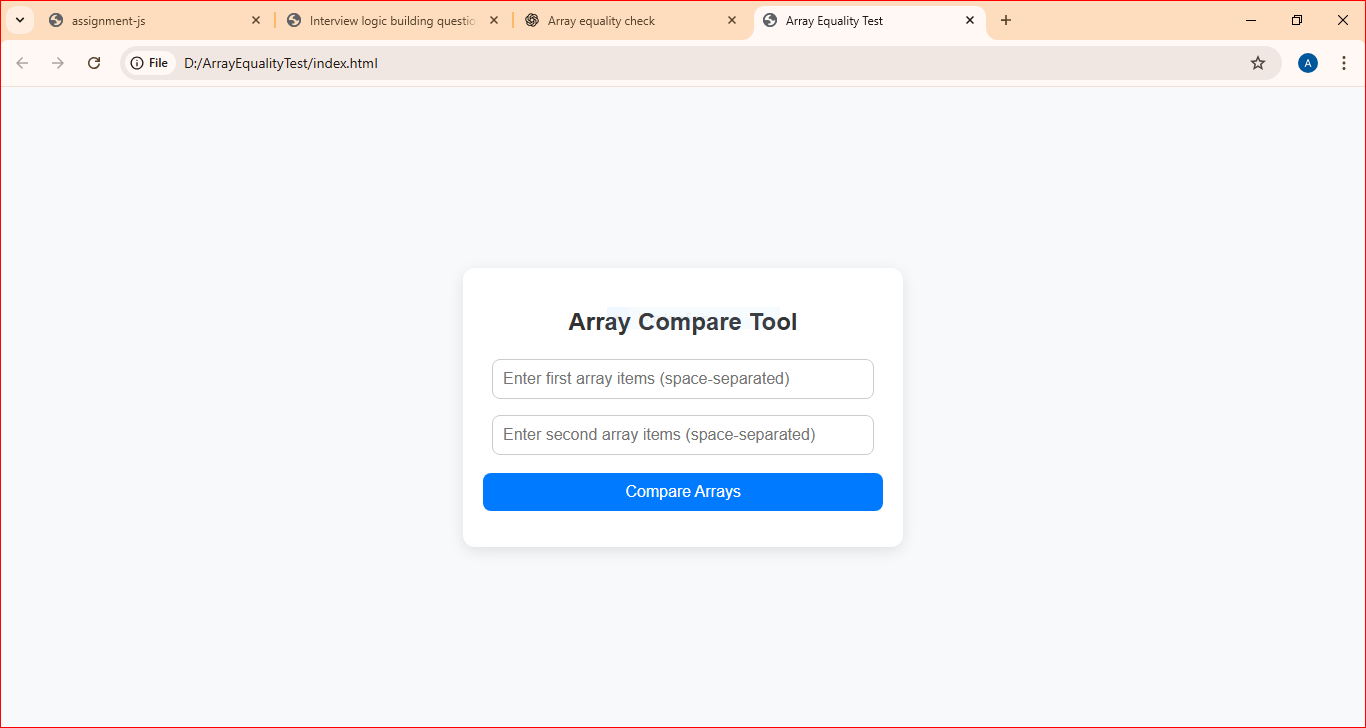 assignment-js
Interview logic building questio
Array equality check
Array Equality Test
File
D:/ArrayEqualityTest/index.html
A
Array Compare Tool
Enter first array items (space-separated)
Enter second array items (space-separated)
Compare Arrays